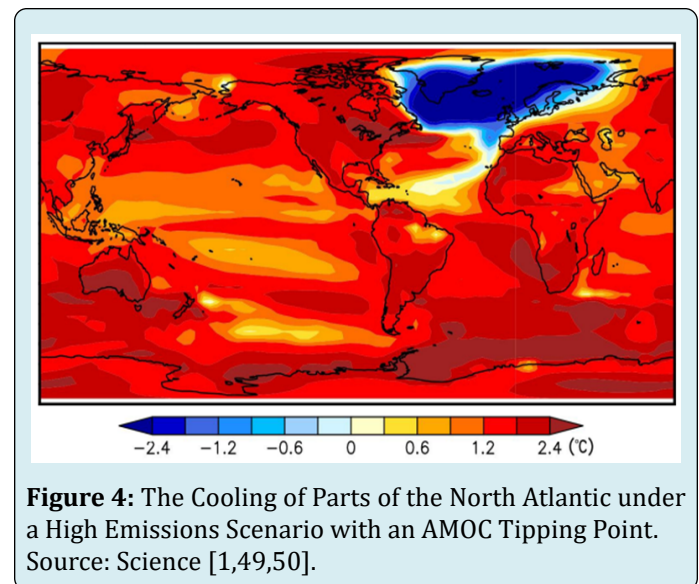 −2.4 −1.2 −0.6 0 0.6 1.2 2.4 (℃)
Figure 4: The Cooling of Parts of the North Atlantic under
a High Emissions Scenario with an AMOC Tipping Point.
Source: Science [1,49,50].